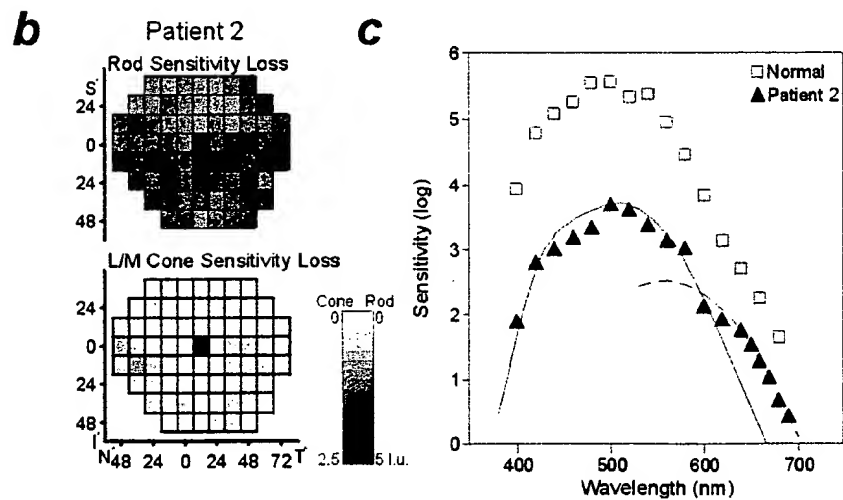 b
Patient 2
Rod Sensitivity Loss
S'
24
0
24
48
L/M Cone Sensitivity Loss
24
0
24
48
I'
N'48 24 0 24 48 72T'
Cone Rod
0 0
2.5 5 l.u.
c
6
5
4
3
2
1
0
Sensitivity (log)
Normal
Patient 2
400 500 600 700
Wavelength (nm)